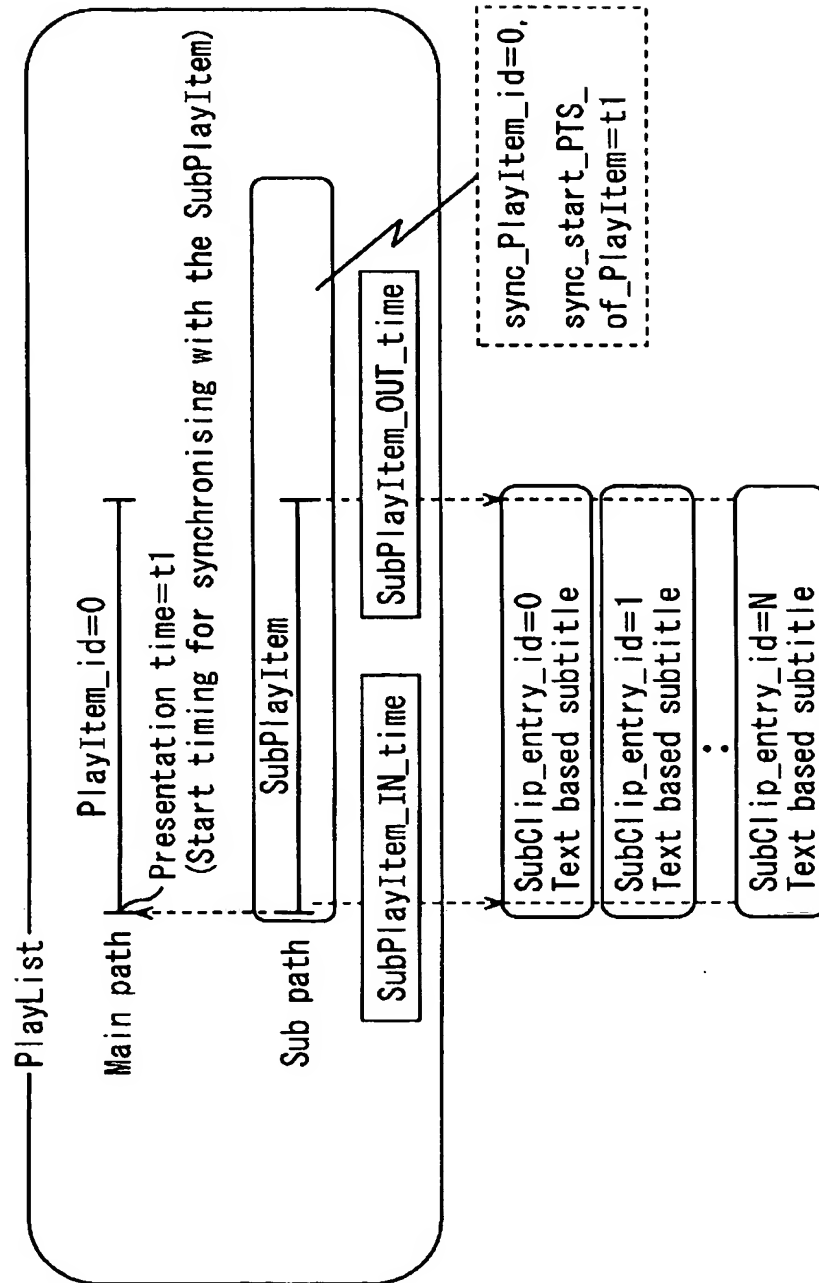 PlayList
Main path
PlayItem_id=0
Presentation time=t1
(Start timing for synchronising with the SubPlayItem)
Sub path
SubPlayItem
SubPlayItem_IN_time
SubPlayItem_OUT_time
sync_PlayItem_id=0,
sync_start_PTS_
of_PlayItem=t1
SubClip_entry_id=0
Text based subtitle
SubClip_entry_id=1
Text based subtitle
SubClip_entry_id=N
Text based subtitle